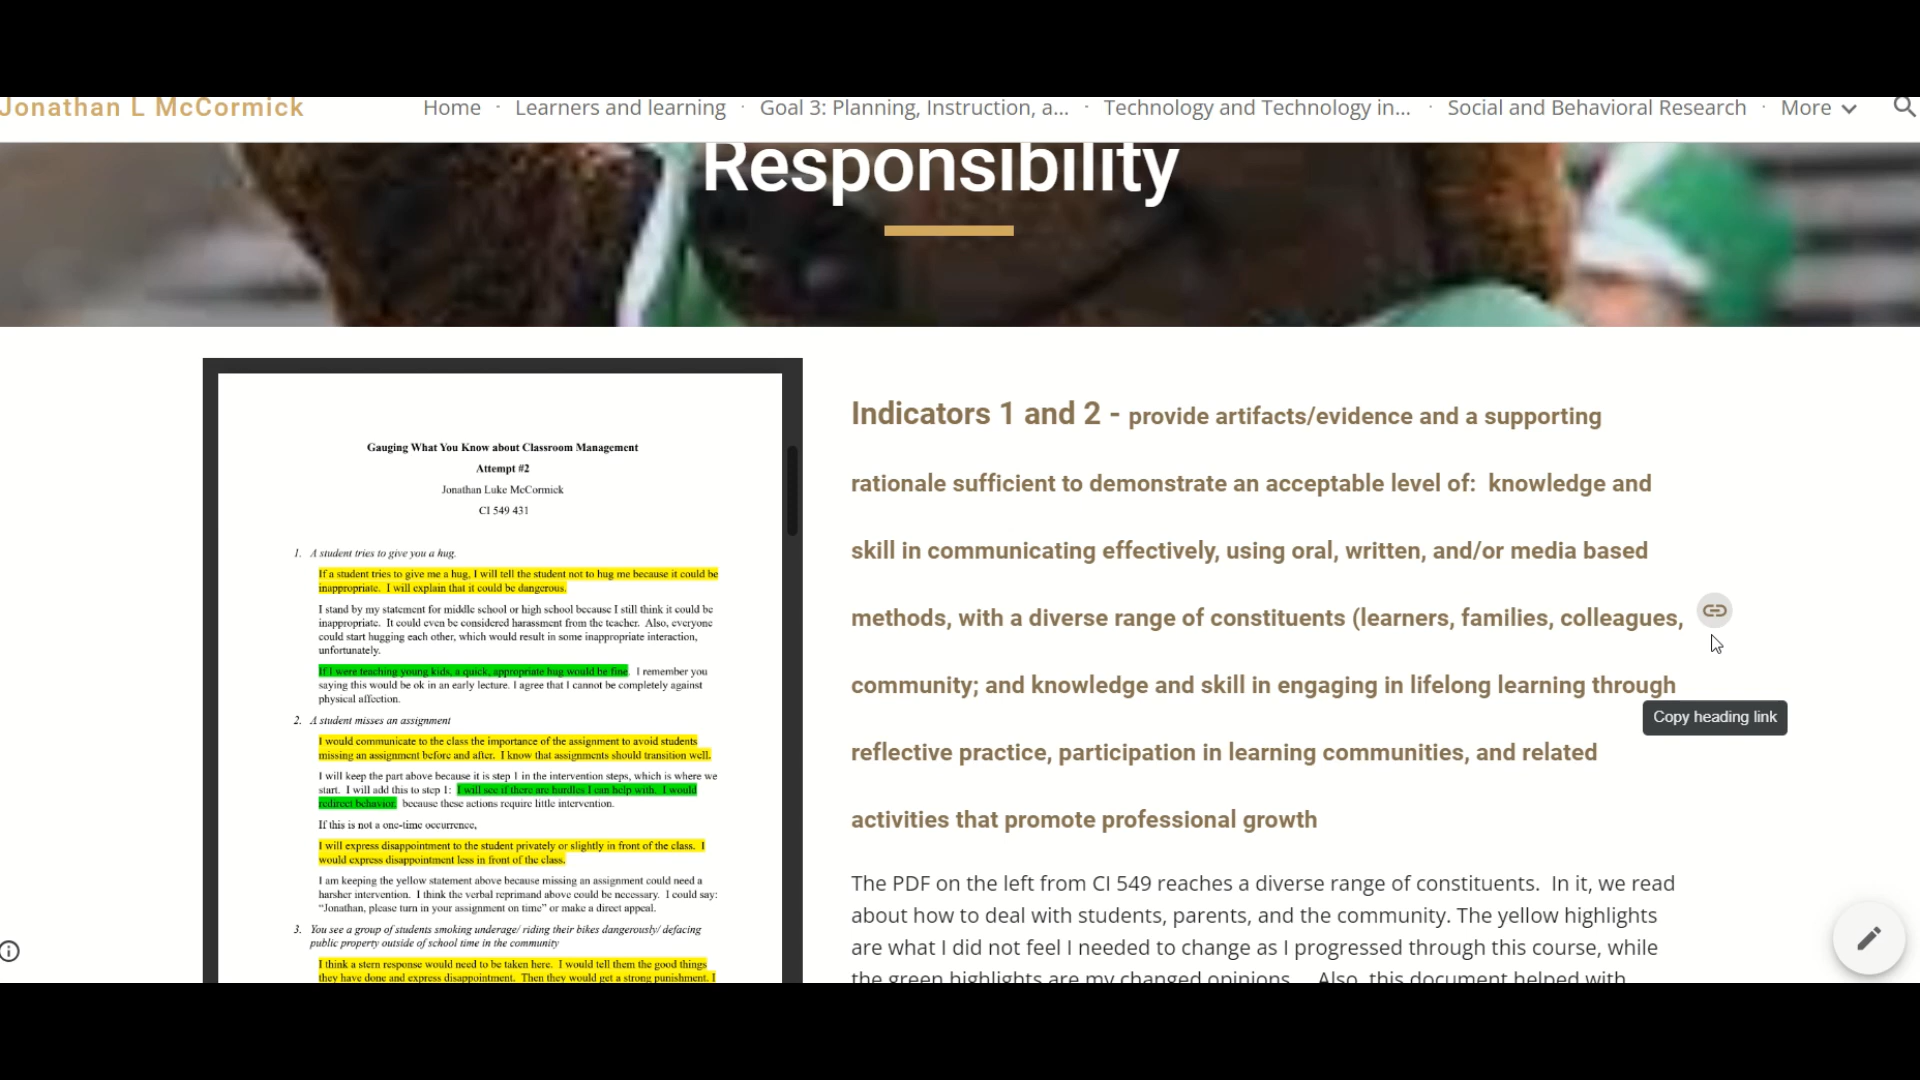 Jonathan L McCormick
Home · Learners and learning · Goal 3: Planning, Instruction, a... · Technology and Technology in... · Social and Behavioral Research · More
Responsibility
Gauging What You Know about Classroom Management
Attempt #2
Jonathan Luke McCormick
CI 549 431
1. A student tries to give you a hug.
If a student tries to give me a hug, I will tell the student not to hug me because it could be
inappropriate. I will explain that it could be dangerous.
I stand by my statement for middle school or high school because I still think it could be
inappropriate. It could even be considered harassment from the teacher. Also, everyone
could start hugging each other, which would result in some inappropriate interaction,
unfortunately.
If I were teaching young kids, a quick, appropriate hug would be fine. I remember you
saying this would be ok in an early lecture. I agree that I cannot be completely against
physical affection.
2. A student misses an assignment
I would communicate to the class the importance of the assignment to avoid students
missing an assignment before and after. I know that assignments should transition well.
I will keep the part above because it is step 1 in the intervention steps, which is where we
start. I will add this to step 1: I will see if there are hurdles I can help with. I would
redirect behavior, because these actions require little intervention.
If this is not a one-time occurrence,
I will express disappointment to the student privately or slightly in front of the class. I
would express disappointment less in front of the class.
I am keeping the yellow statement above because missing an assignment could need a
harsher intervention. I think the verbal reprimand above could be necessary. I could say:
“Jonathan, please turn in your assignment on time” or make a direct appeal.
3. You see a group of students smoking underage/ riding their bikes dangerously/ defacing
public property outside of school time in the community
I think a stern response would need to be taken here. I would tell them the good things
they have done and express disappointment. Then they would get a strong punishment. I
Indicators 1 and 2 - provide artifacts/evidence and a supporting
rationale sufficient to demonstrate an acceptable level of: knowledge and
skill in communicating effectively, using oral, written, and/or media based
methods, with a diverse range of constituents (learners, families, colleagues,
community; and knowledge and skill in engaging in lifelong learning through
Copy heading link
reflective practice, participation in learning communities, and related
activities that promote professional growth
The PDF on the left from CI 549 reaches a diverse range of constituents. In it, we read
about how to deal with students, parents, and the community. The yellow highlights
are what I did not feel I needed to change as I progressed through this course, while
the green highlights are my changed opinions. Also, this document helped with